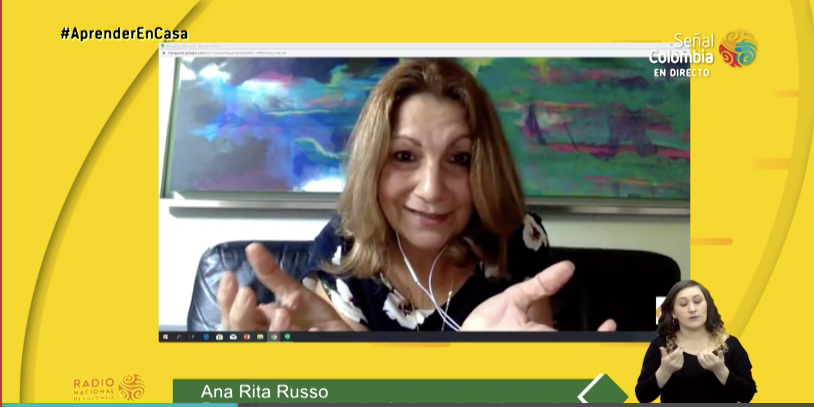 #AprenderEnCasa
Señal
Colombia
EN DIRECTO
RADIO
NACIONAL
DE COLOMBIA
Ana Rita Russo